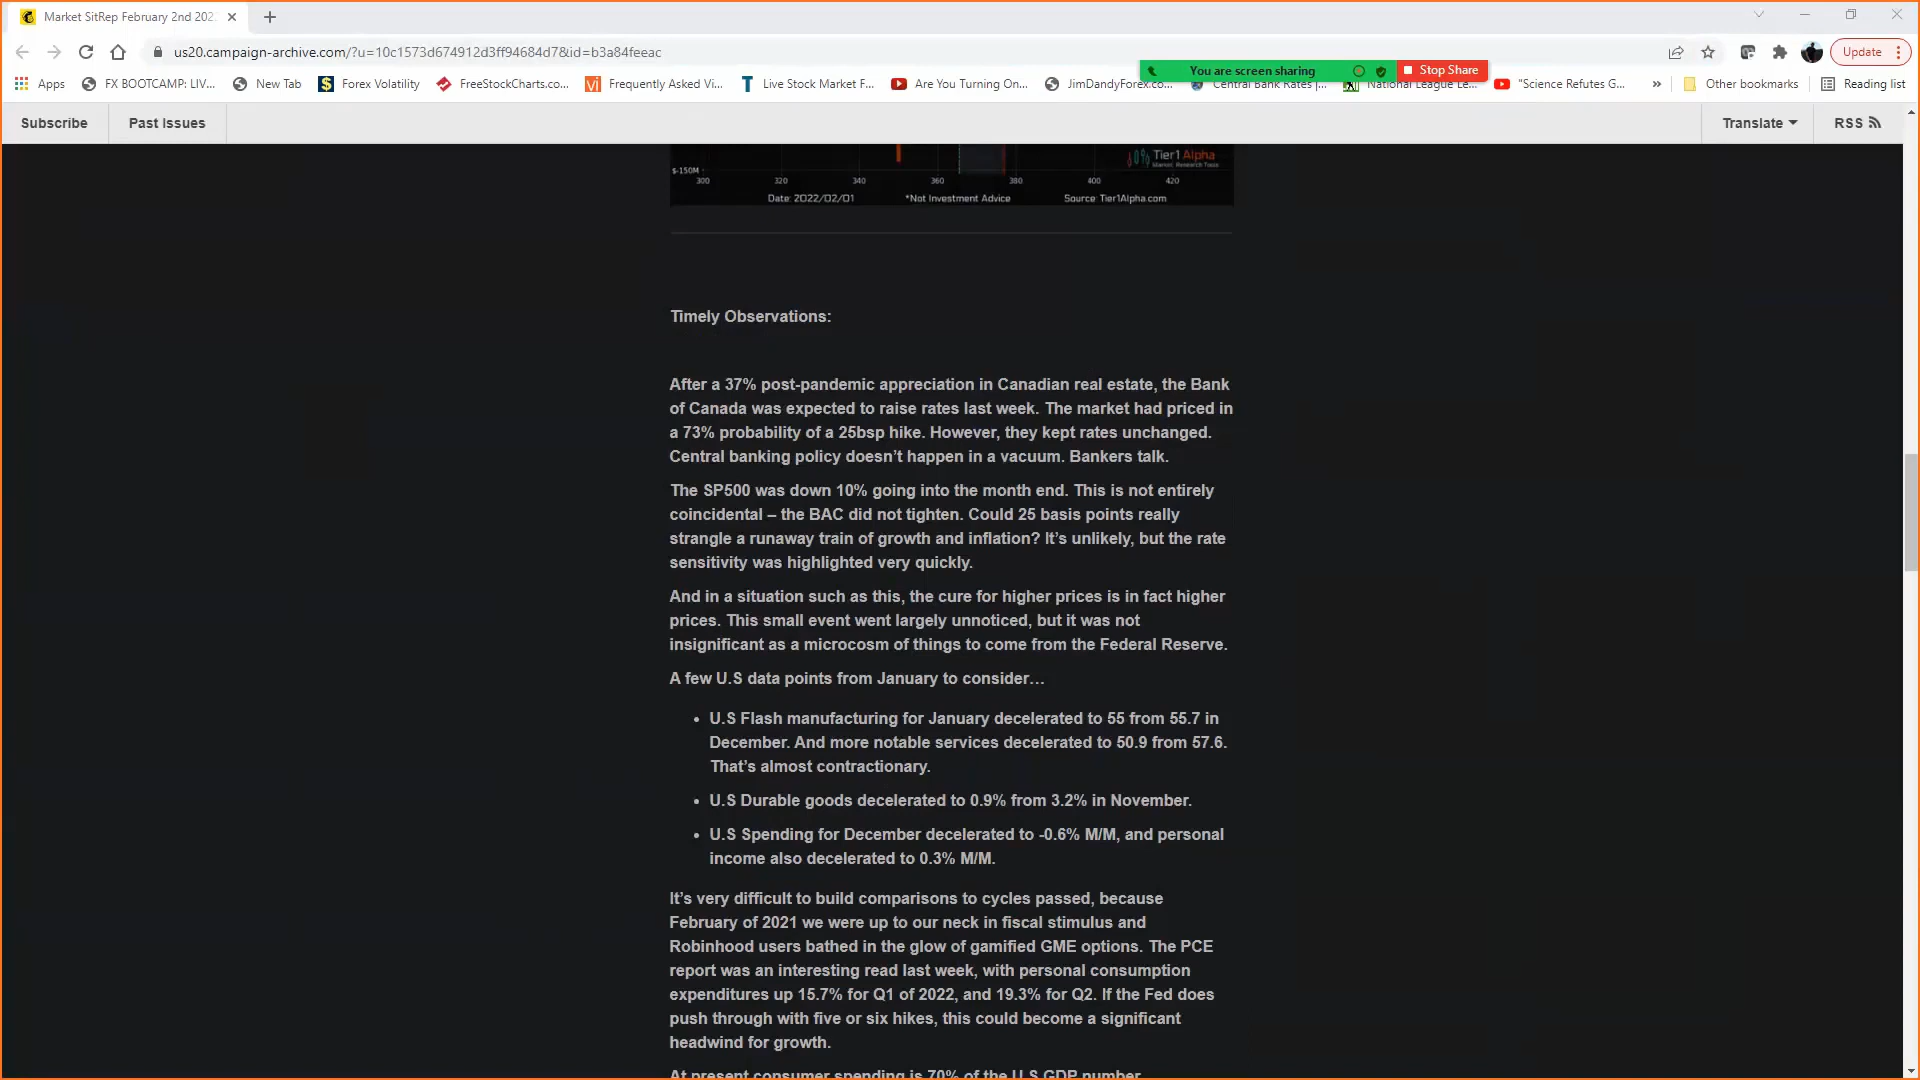 Market SitRep February 2nd 202
us20.campaign-archive.com/?u=10c1573d674912d3ff94684d7&id=b3a84feeac
Update
Apps FX BOOTCAMP: LIV... New Tab Forex Volatility FreeStockCharts.co... Frequently Asked Vi... Live Stock Market F... Are You Turning On... JimDandyForex.co... Central Bank Rates |... National League Le... "Science Refutes G... » Other bookmarks Reading list
You are screen sharing Stop Share
Subscribe Past Issues Translate RSS
Tier1 Alpha
$-150M
300 320 340 360 380 400 420
Date: 2022/02/01 *Not Investment Advice Source: Tier1Alpha.com
Timely Observations:
After a 37% post-pandemic appreciation in Canadian real estate, the Bank
of Canada was expected to raise rates last week. The market had priced in
a 73% probability of a 25bsp hike. However, they kept rates unchanged.
Central banking policy doesn’t happen in a vacuum. Bankers talk.
The SP500 was down 10% going into the month end. This is not entirely
coincidental – the BAC did not tighten. Could 25 basis points really
strangle a runaway train of growth and inflation? It’s unlikely, but the rate
sensitivity was highlighted very quickly.
And in a situation such as this, the cure for higher prices is in fact higher
prices. This small event went largely unnoticed, but it was not
insignificant as a microcosm of things to come from the Federal Reserve.
A few U.S data points from January to consider…
• U.S Flash manufacturing for January decelerated to 55 from 55.7 in
December. And more notable services decelerated to 50.9 from 57.6.
That’s almost contractionary.
• U.S Durable goods decelerated to 0.9% from 3.2% in November.
• U.S Spending for December decelerated to -0.6% M/M, and personal
income also decelerated to 0.3% M/M.
It’s very difficult to build comparisons to cycles passed, because
February of 2021 we were up to our neck in fiscal stimulus and
Robinhood users bathed in the glow of gamified GME options. The PCE
report was an interesting read last week, with personal consumption
expenditures up 15.7% for Q1 of 2022, and 19.3% for Q2. If the Fed does
push through with five or six hikes, this could become a significant
headwind for growth.
At present consumer spending is 70% of the U.S GDP number.